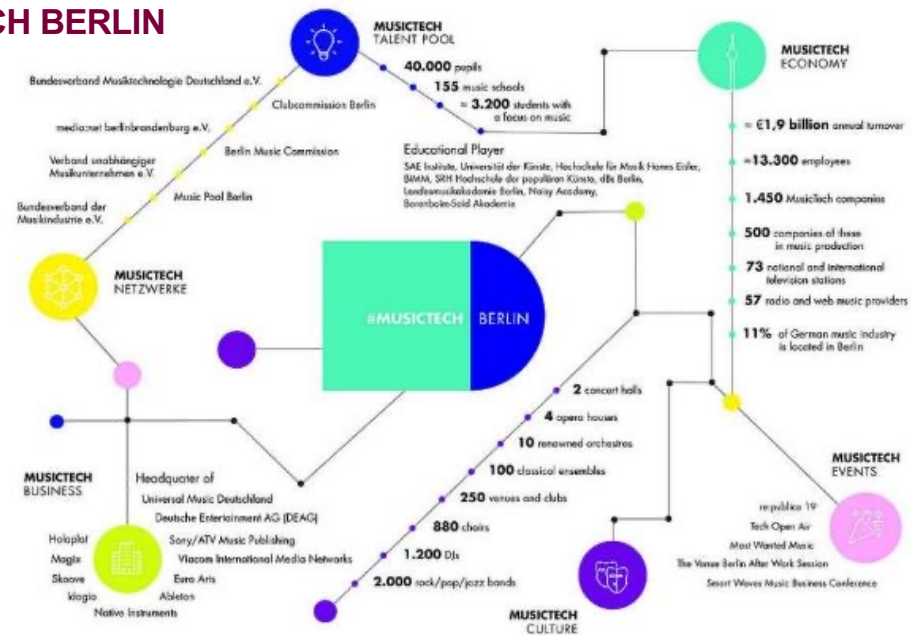 CH BERLIN
MUSICTECH
TALENT POOL
40.000 pupils
155 music schools
≈ 3.200 students with
a focus on music
Educational Player
SAE Institute, Universität der Künste, Hochschule für Musik Hanns Eisler,
BIMM, SRH Hochschule der populären Künste, dBs Berlin,
Landesmusikakademie Berlin, Noisy Academy,
Barenboim-Said Akademie
MUSICTECH
ECONOMY
≈ €1,9 billion annual turnover
≈13.300 employees
1.450 MusicTech companies
500 companies of these
in music production
73 national and international
television stations
57 radio and web music providers
11% of German music industry
is located in Berlin
Bundesverband Musiktechnologie Deutschland e.V.
Clubcommission Berlin
media:net berlinbrandenburg e.V.
Berlin Music Commission
Verband unabhängiger
Musikunternehmen e.V.
Music Pool Berlin
Bundesverband der
Musikindustrie e.V.
MUSICTECH
NETZWERKE
#MUSICTECH BERLIN
2 concert halls
4 opera houses
10 renowned orchestras
100 classical ensembles
250 venues and clubs
880 choirs
1.200 DJs
2.000 rock/pop/jazz bands
MUSICTECH
BUSINESS
Headquater of
Universal Music Deutschland
Deutsche Entertainment AG (DEAG)
Sony/ATV Music Publishing
Viacom International Media Networks
Euro Arts
Ableton
Holoplot
Magix
Skoove
Idagio
Native Instruments
MUSICTECH
EVENTS
re:publica 19
Tech Open Air
Most Wanted Music
The Venue Berlin After Work Session
Smart Waves Music Business Conference
MUSICTECH
CULTURE